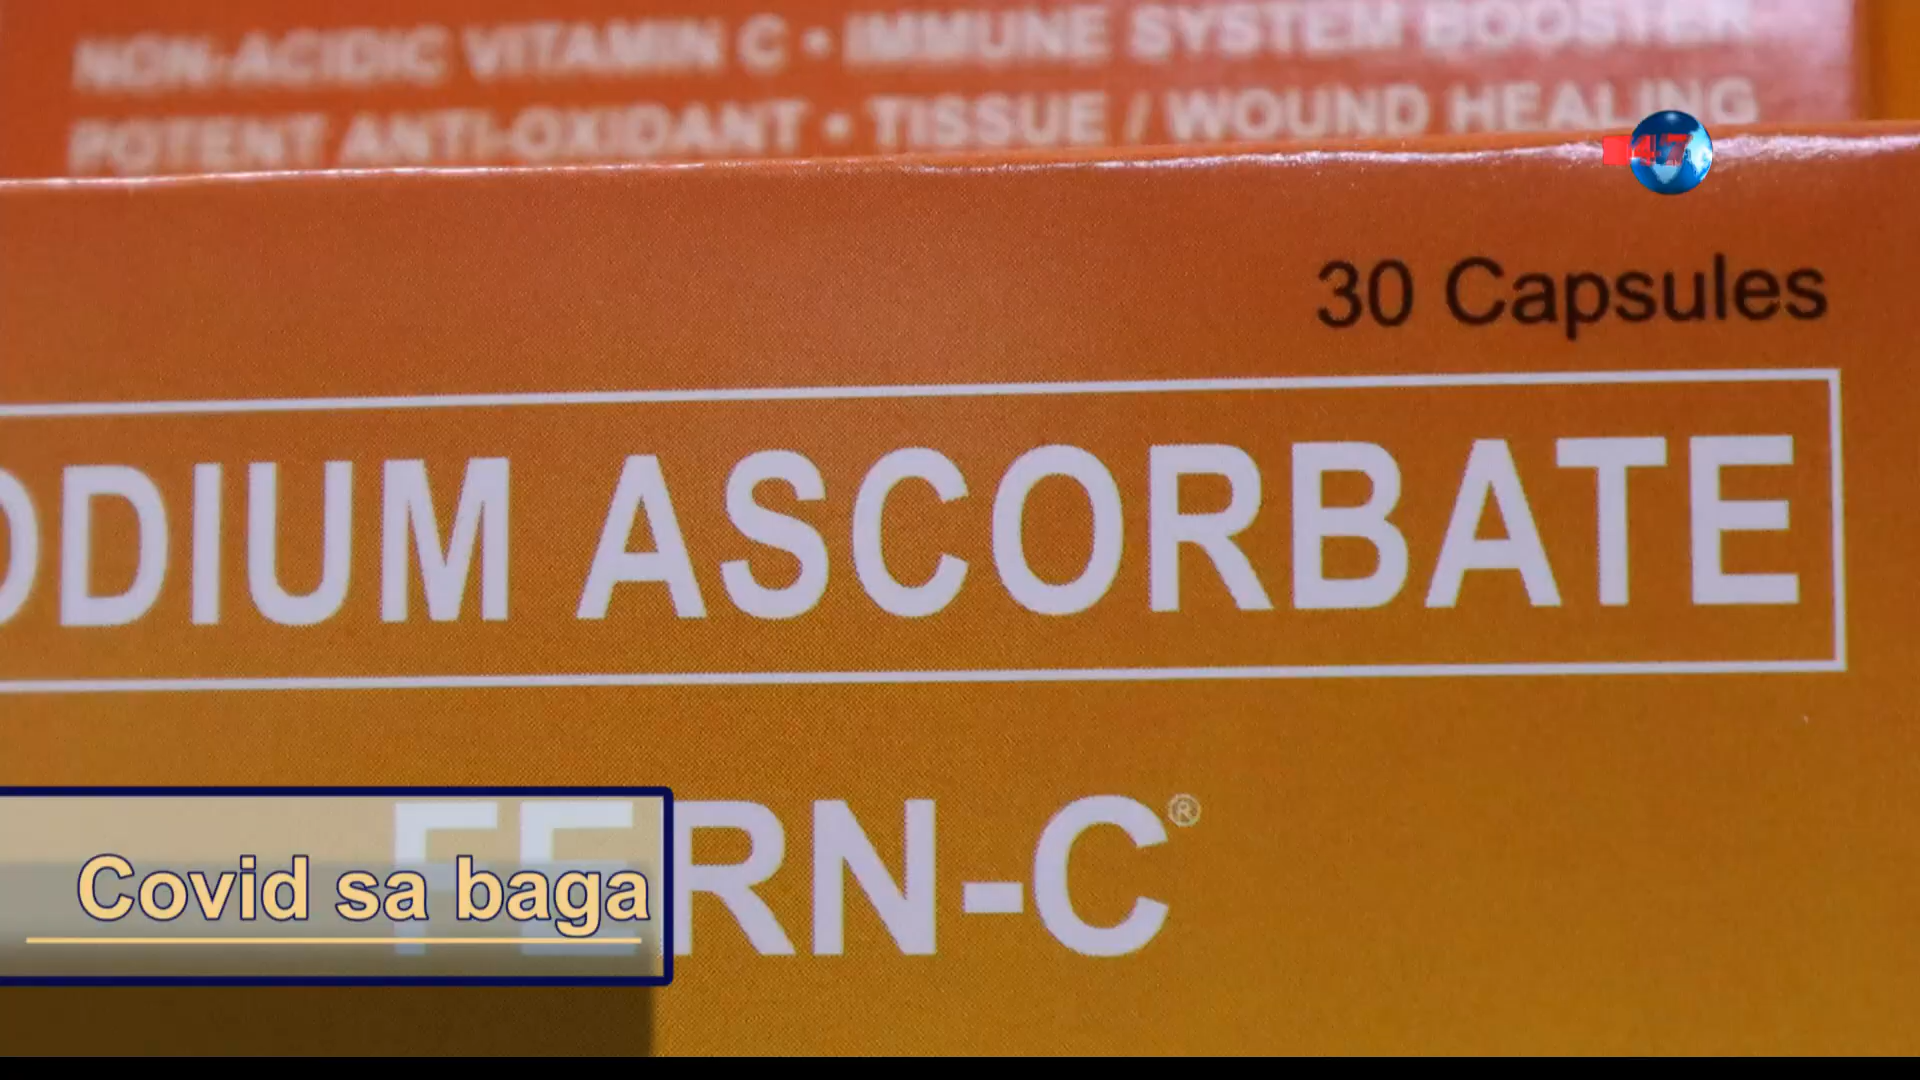 NON-ACIDIC VITAMIN C • IMMUNE SYSTEM BOOSTER
POTENT ANTI-OXIDANT • TISSUE / WOUND HEALING
30 Capsules
ODIUM ASCORBATE
FERN-C®
Covid sa baga